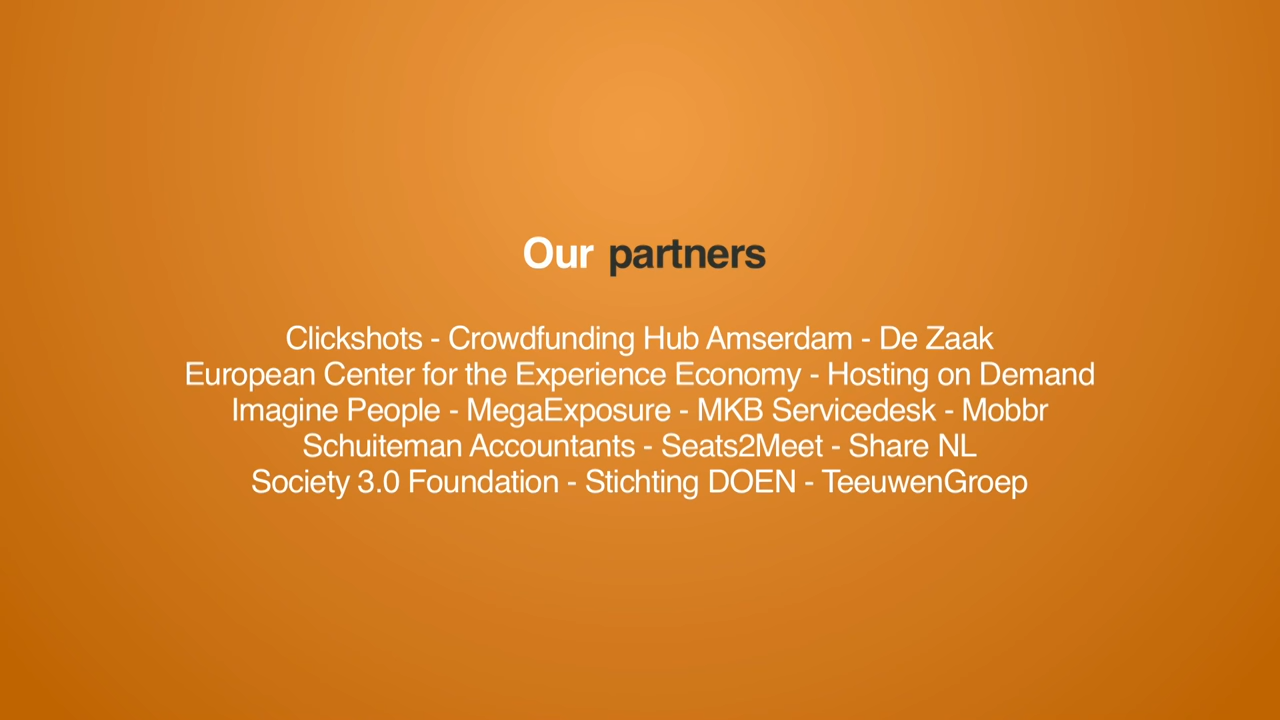 Our partners
Clickshots - Crowdfunding Hub Amserdam - De Zaak
European Center for the Experience Economy - Hosting on Demand
Imagine People - MegaExposure - MKB Servicedesk - Mobbr
Schuiteman Accountants - Seats2Meet - Share NL
Society 3.0 Foundation - Stichting DOEN - TeeuwenGroep